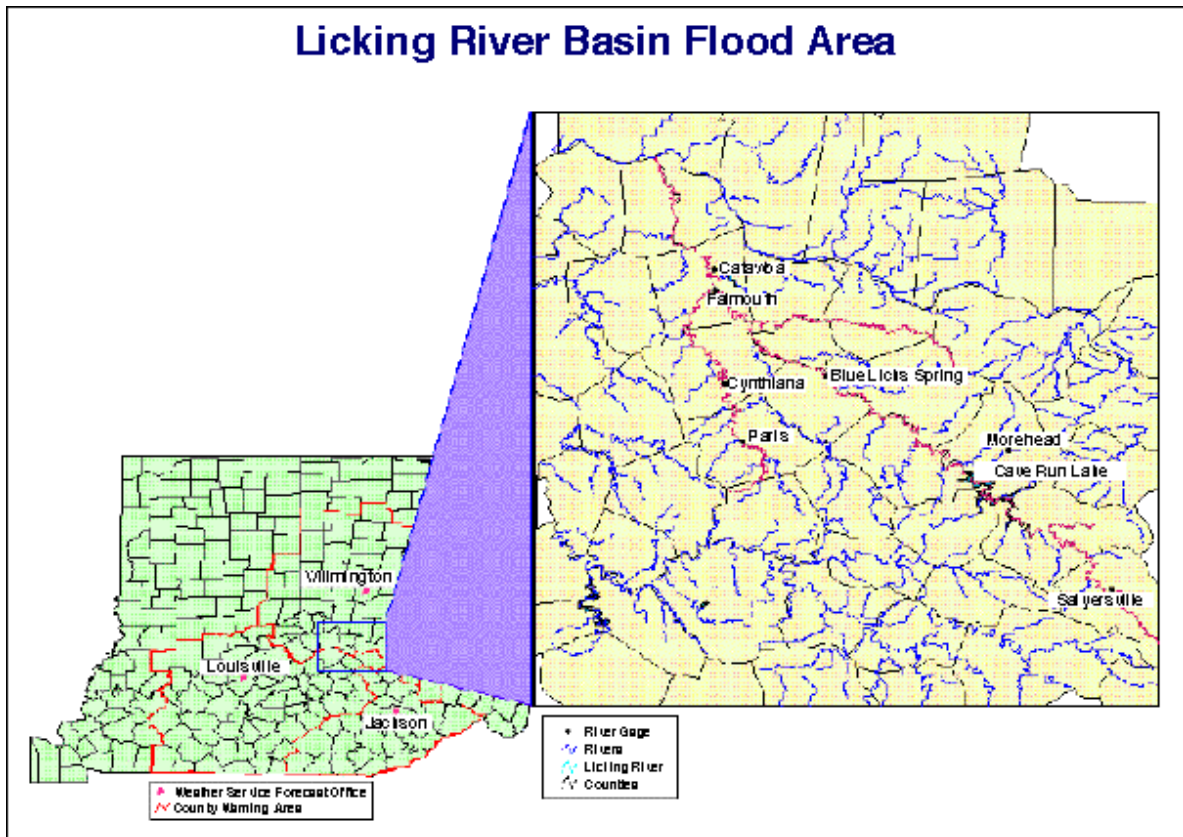 Licking River Basin Flood Area
Catawba
Falmouth
Cynthiana
Blue Licks Spring
Paris
Morehead
Cave Run Lake
Salyersville
Wilmington
Louisville
Jackson
River Gage
Rivers
Licking River
Counties
Weather Service Forecast Office
County Warning Area